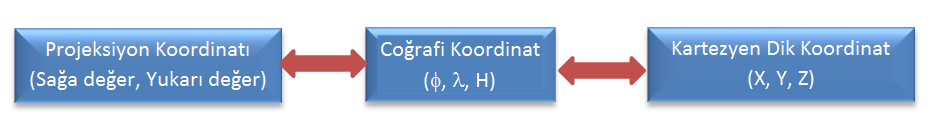 Projeksiyon Koordinatı
(Sağa değer, Yukarı değer)
Coğrafi Koordinat
(ϕ, λ, H)
Kartezyen Dik Koordinat
(X, Y, Z)